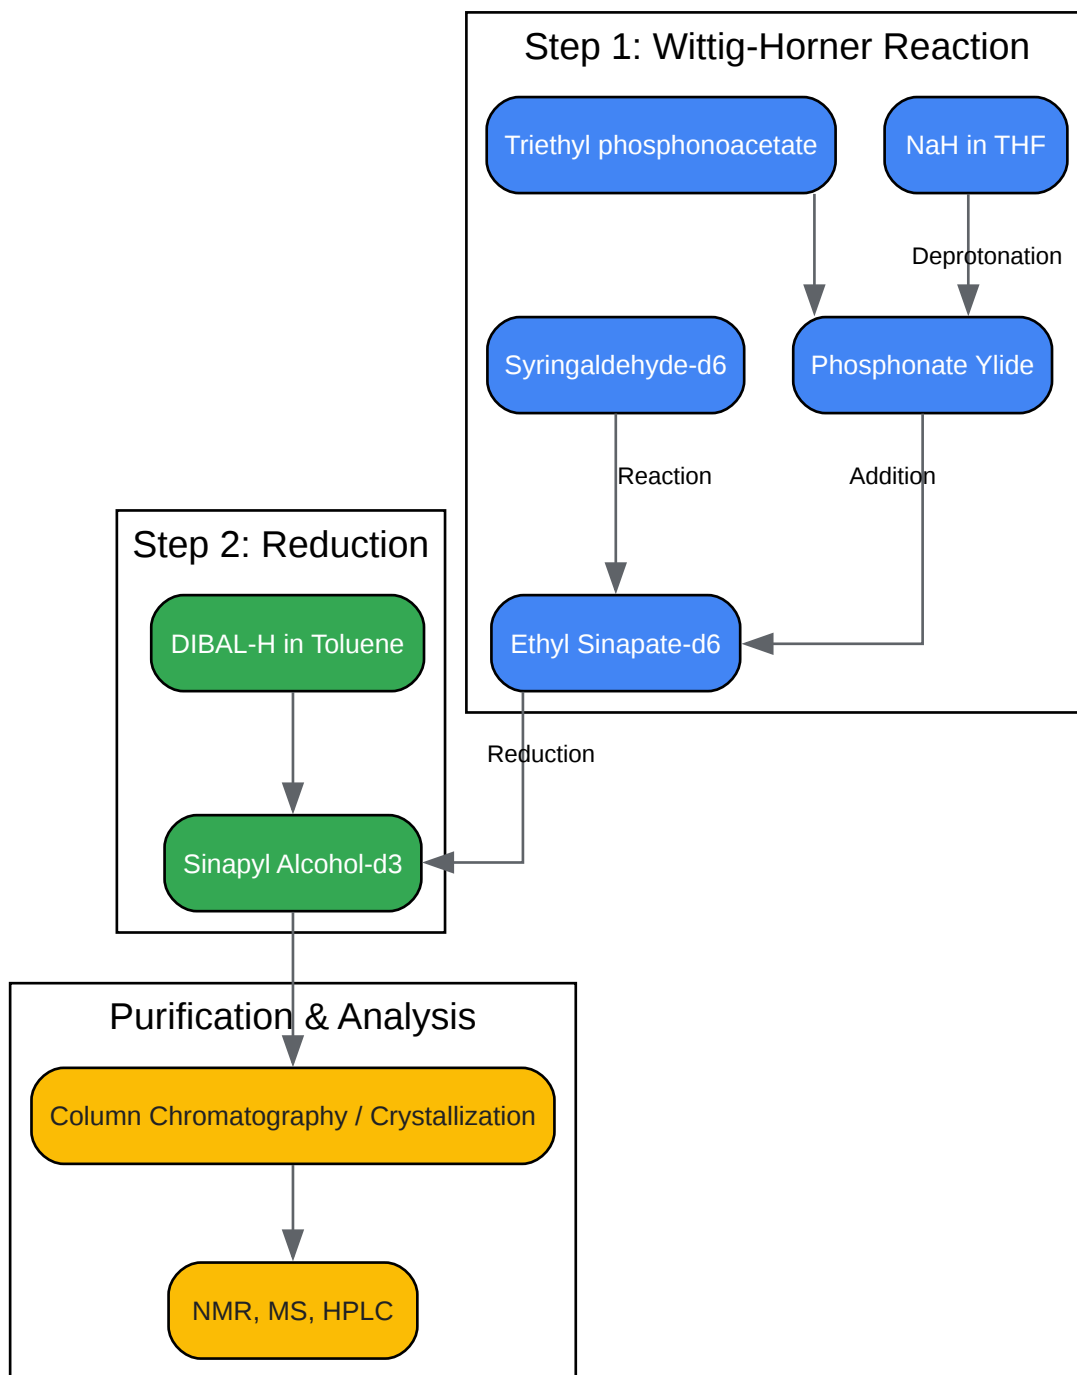 Step 1: Wittig-Horner Reaction
Triethyl phosphonoacetate
NaH in THF
Deprotonation
Syringaldehyde-d6
Phosphonate Ylide
Reaction
Addition
Step 2: Reduction
DIBAL-H in Toluene
Ethyl Sinapate-d6
Reduction
Sinapyl Alcohol-d3
Purification & Analysis
Column Chromatography / Crystallization
NMR, MS, HPLC